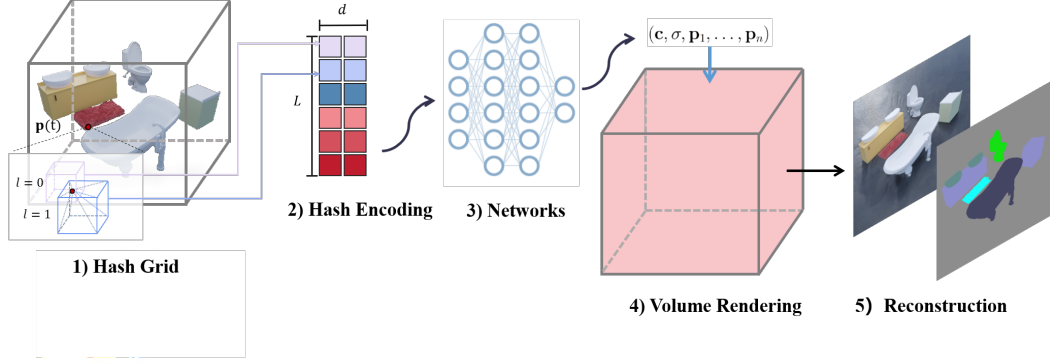 d
L
p(t)
l=0
l=1
(c, σ, p₁, . . . , pₙ)
1) Hash Grid
2) Hash Encoding
3) Networks
4) Volume Rendering
5) Reconstruction